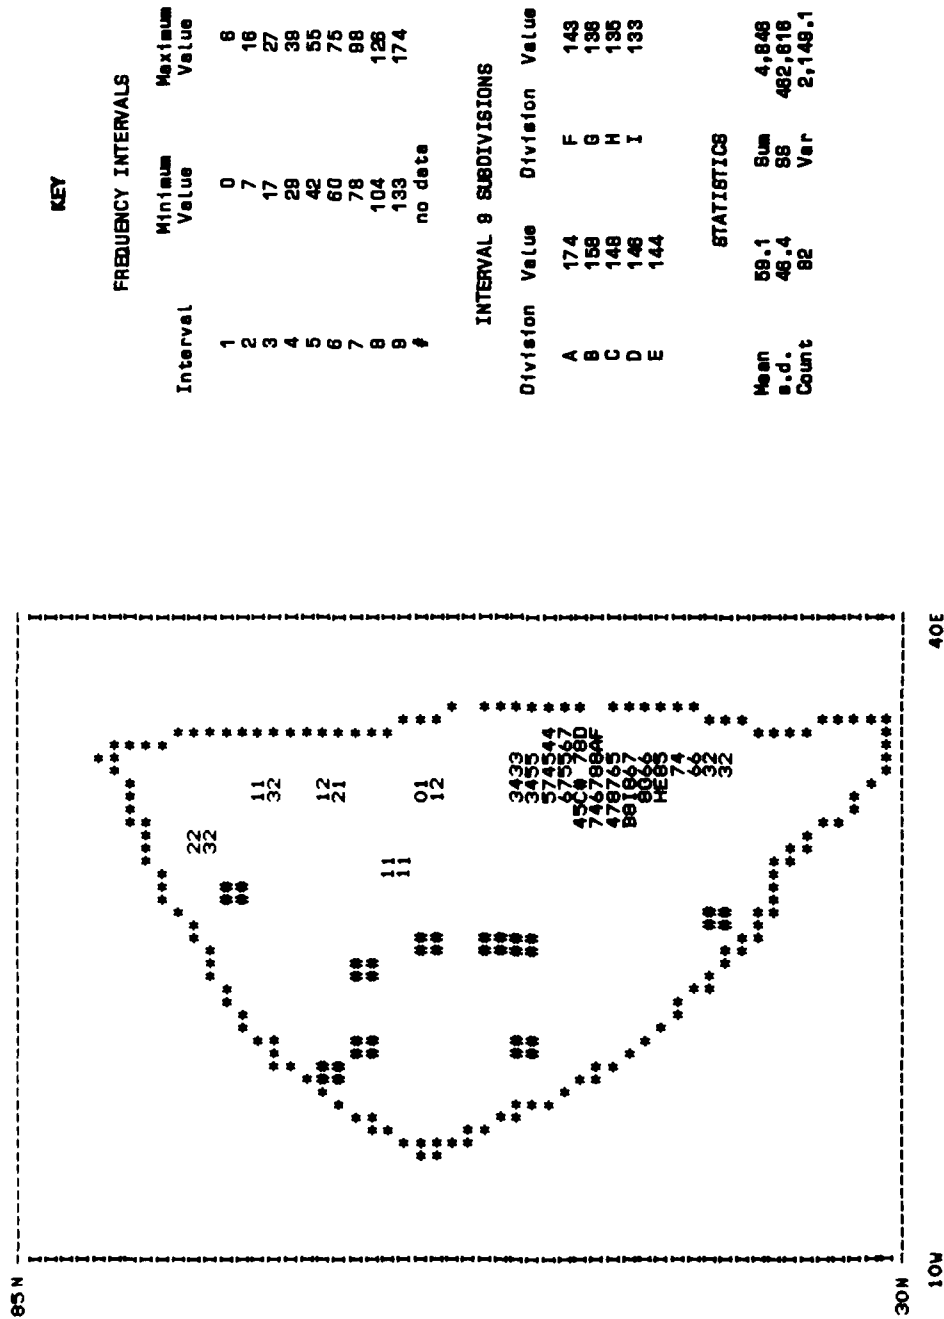 85N
22
32
##
##
11
32
## 12
## 21
## ##
## ##
11
11
## 01
## 12
##
##
## ## 3433
## ## 3455
574544
675567
45C# 78D
746788AF
478765
B8I867
8G66
HE85
74
66
## 32
## 32
30N
10W 40E
KEY
FREQUENCY INTERVALS
Interval Minimum Value Maximum Value
1 0 6
2 7 16
3 17 27
4 29 39
5 42 55
6 60 75
7 78 98
8 104 126
9 133 174
# no data
INTERVAL 9 SUBDIVISIONS
Division Value Division Value
A 174 F 143
B 158 G 136
C 148 H 135
D 146 I 133
E 144
STATISTICS
Mean 59.1 Sum 4,846
s.d. 46.4 SS 462,616
Count 82 Var 2,149.1